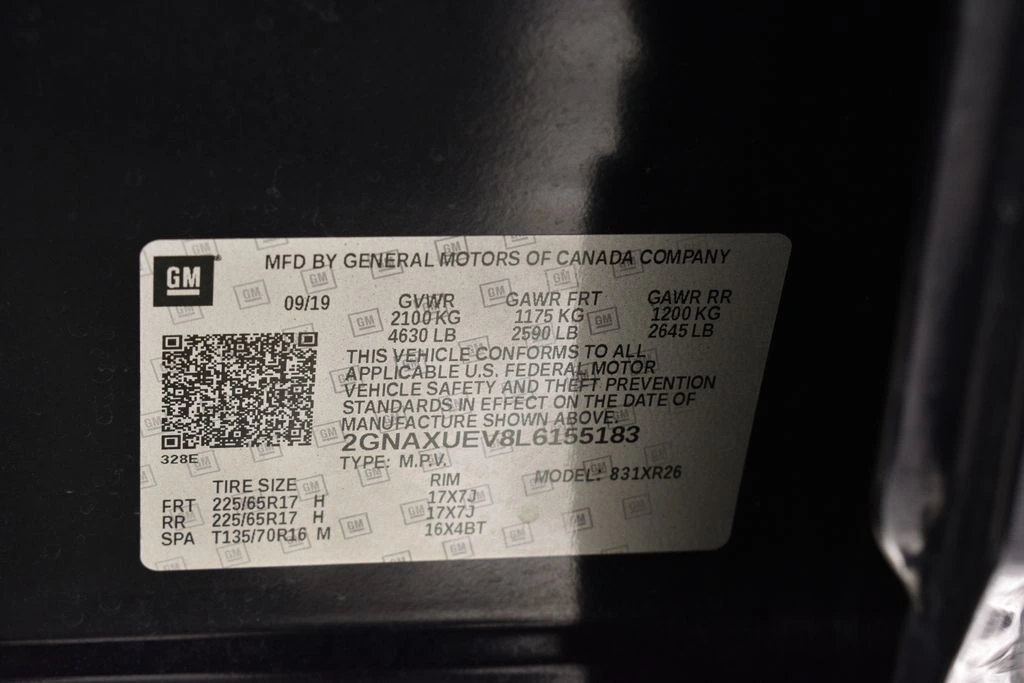 GM
MFD BY GENERAL MOTORS OF CANADA COMPANY
09/19 GVWR GAWR FRT GAWR RR
2100 KG 1175 KG 1200 KG
4630 LB 2590 LB 2645 LB
THIS VEHICLE CONFORMS TO ALL
APPLICABLE U.S. FEDERAL MOTOR
VEHICLE SAFETY AND THEFT PREVENTION
STANDARDS IN EFFECT ON THE DATE OF
MANUFACTURE SHOWN ABOVE.
2GNAXUEV8L6155183
328E
TYPE: M.P.V. MODEL: 831XR26
TIRE SIZE RIM
FRT 225/65R17 H 17X7J
RR 225/65R17 H 17X7J
SPA T135/70R16 M 16X4BT